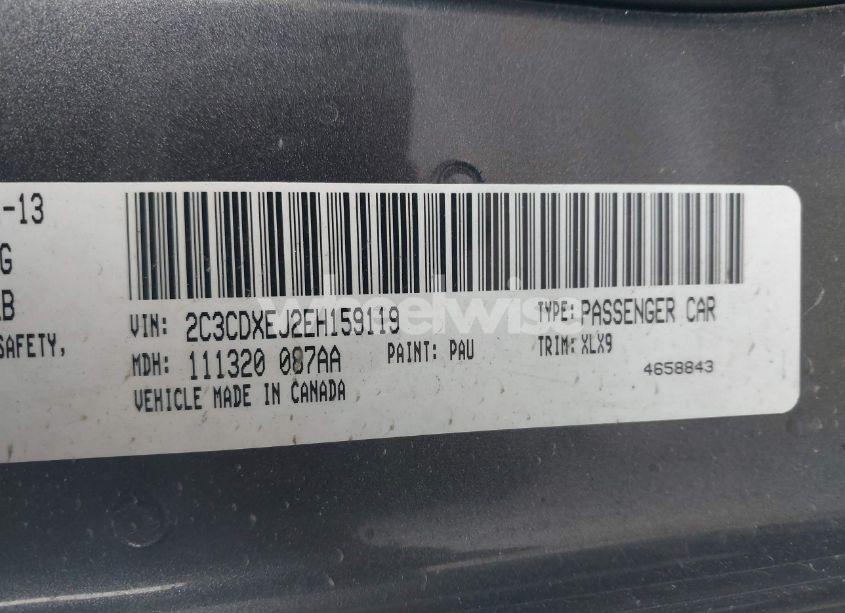 -13
G
B
SAFETY,
VIN: 2C3CDXEJ2EH159119
TYPE: PASSENGER CAR
MDH: 111320 087AA
PAINT: PAU
TRIM: XLX9
VEHICLE MADE IN CANADA
4658843
wheelwise